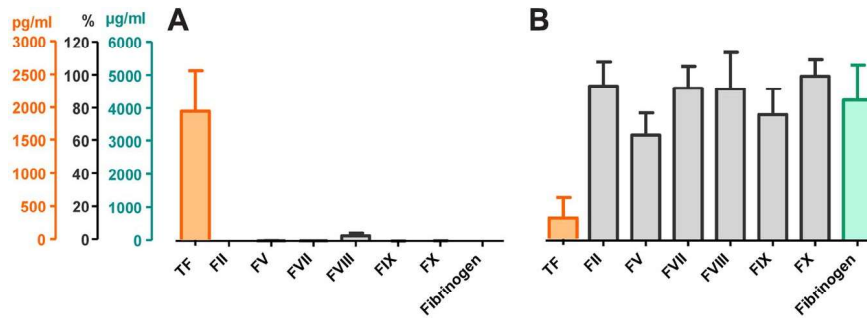 pg/ml % µg/ml A B
3000 120 6000
2500 100 5000
2000 80 4000
1500 60 3000
1000 40 2000
500 20 1000
0 0 0
TF FII FV FVII FVIII FIX FX Fibrinogen
TF FII FV FVII FVIII FIX FX Fibrinogen